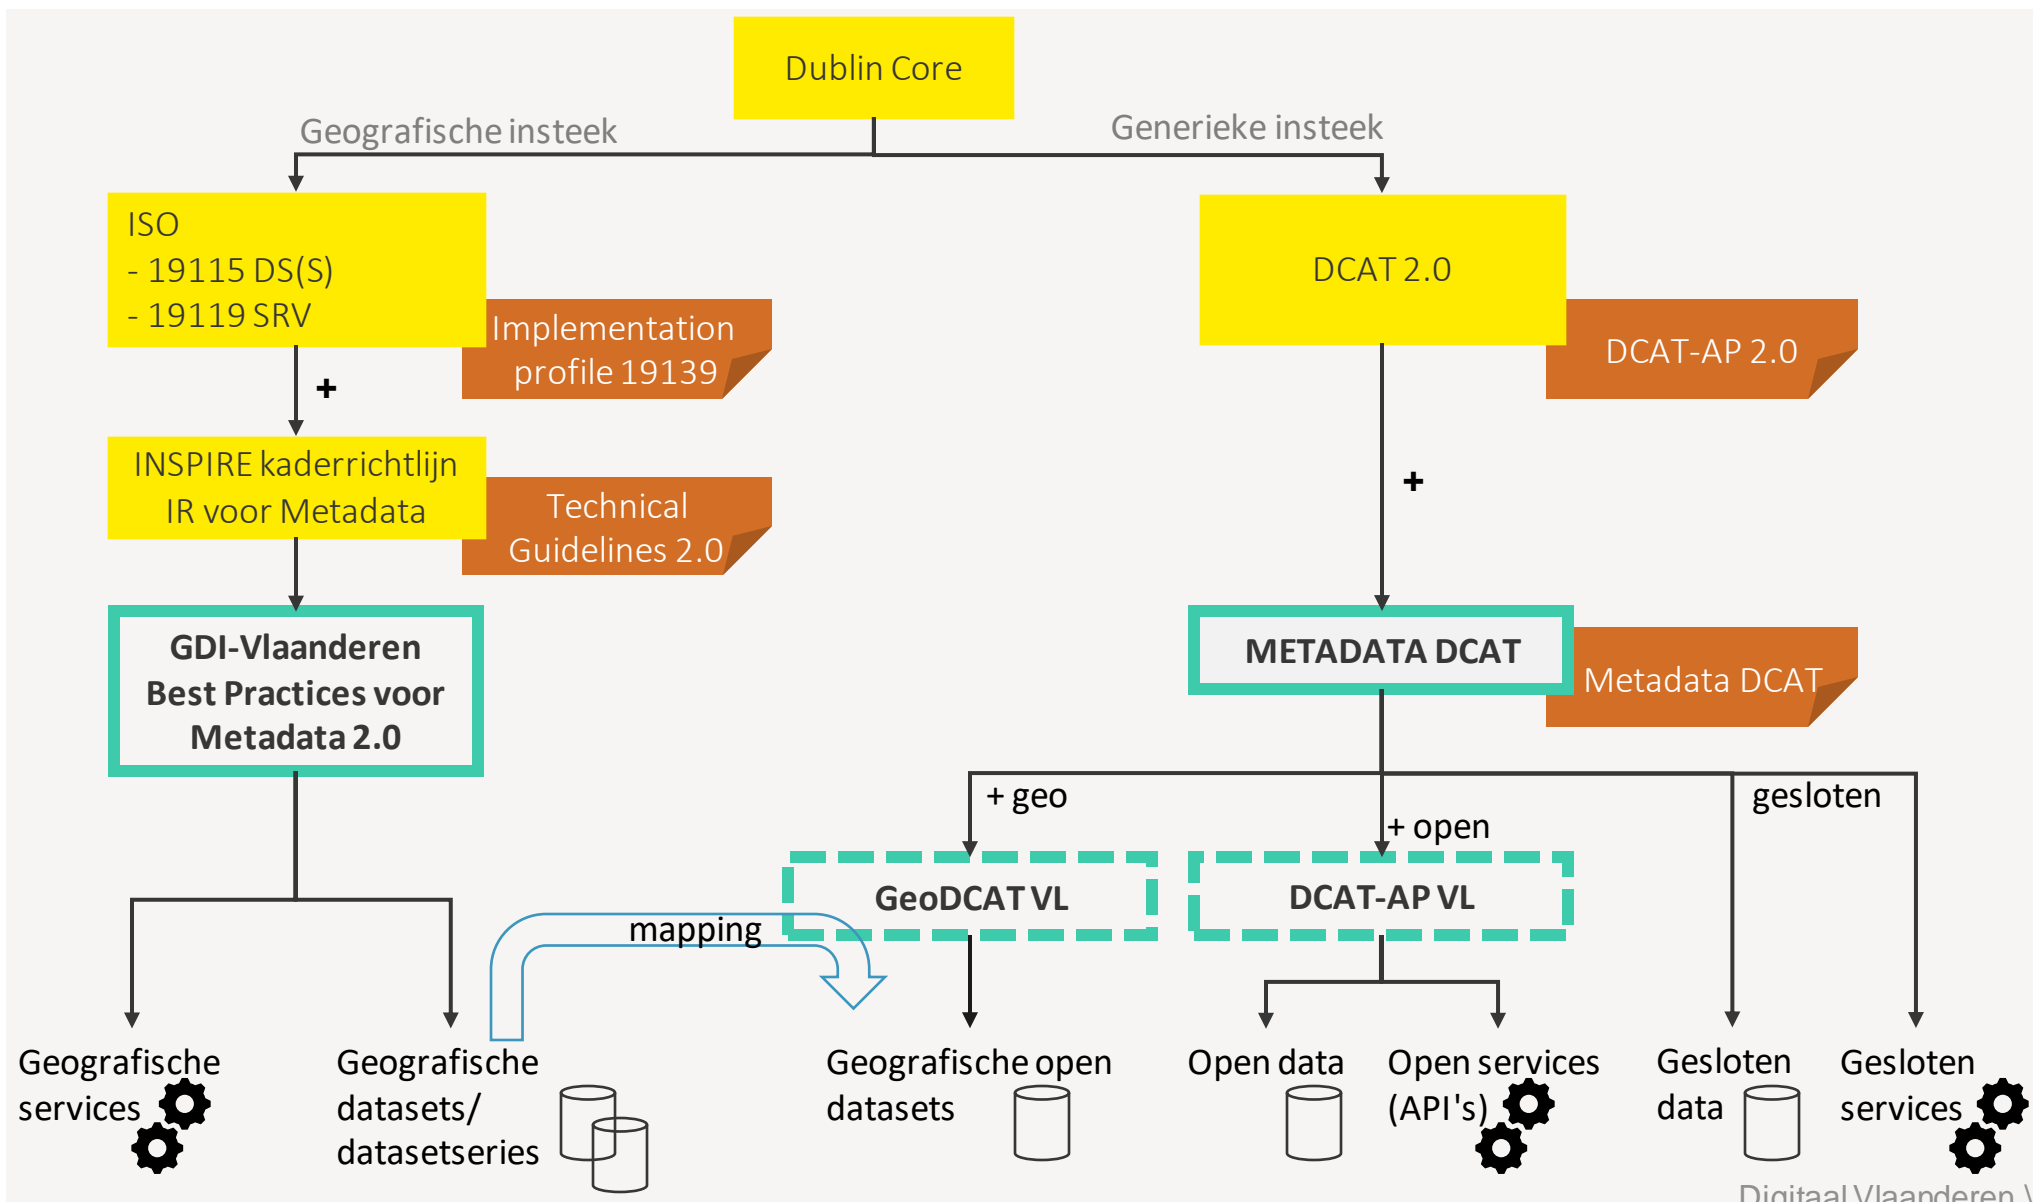 Dublin Core
Geografische insteek
Generieke insteek
ISO
- 19115 DS(S)
- 19119 SRV
Implementation
profile 19139
DCAT 2.0
DCAT-AP 2.0
+
+
INSPIRE kaderrichtlijn
IR voor Metadata
Technical
Guidelines 2.0
GDI-Vlaanderen
Best Practices voor
Metadata 2.0
METADATA DCAT
Metadata DCAT
+ geo
+ open
gesloten
GeoDCAT VL
DCAT-AP VL
mapping
Geografische
services
Geografische
datasets/
datasetseries
Geografische open
datasets
Open data
Open services
(API's)
Gesloten
data
Gesloten
services
Digitaal Vlaanderen \